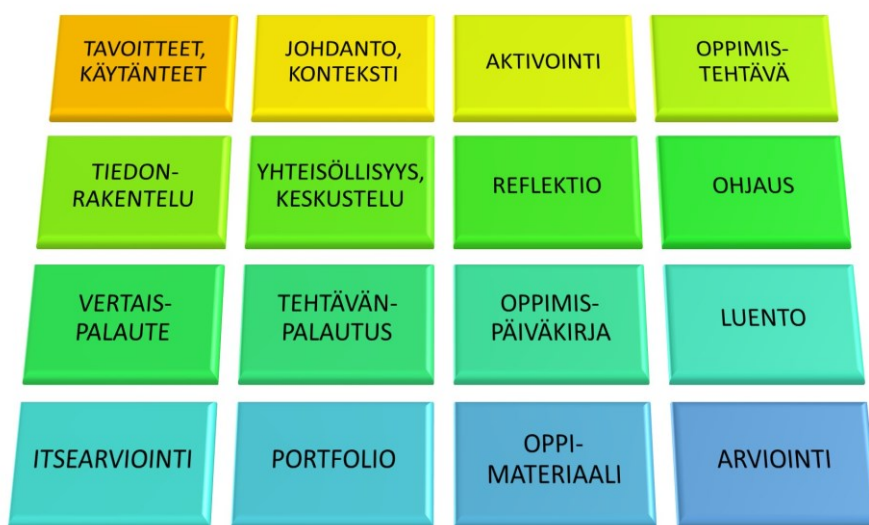 TAVOITTEET,
KÄYTÄNTEET
JOHDANTO,
KONTEKSTI
AKTIVOINTI
OPPIMIS-
TEHTÄVÄ
TIEDON-
RAKENTELU
YHTEISÖLLISYYS,
KESKUSTELU
REFLEKTIO
OHJAUS
VERTAIS-
PALAUTE
TEHTÄVÄN-
PALAUTUS
OPPIMIS-
PÄIVÄKIRJA
LUENTO
ITSEARVIOINTI
PORTFOLIO
OPPI-
MATERIAALI
ARVIOINTI